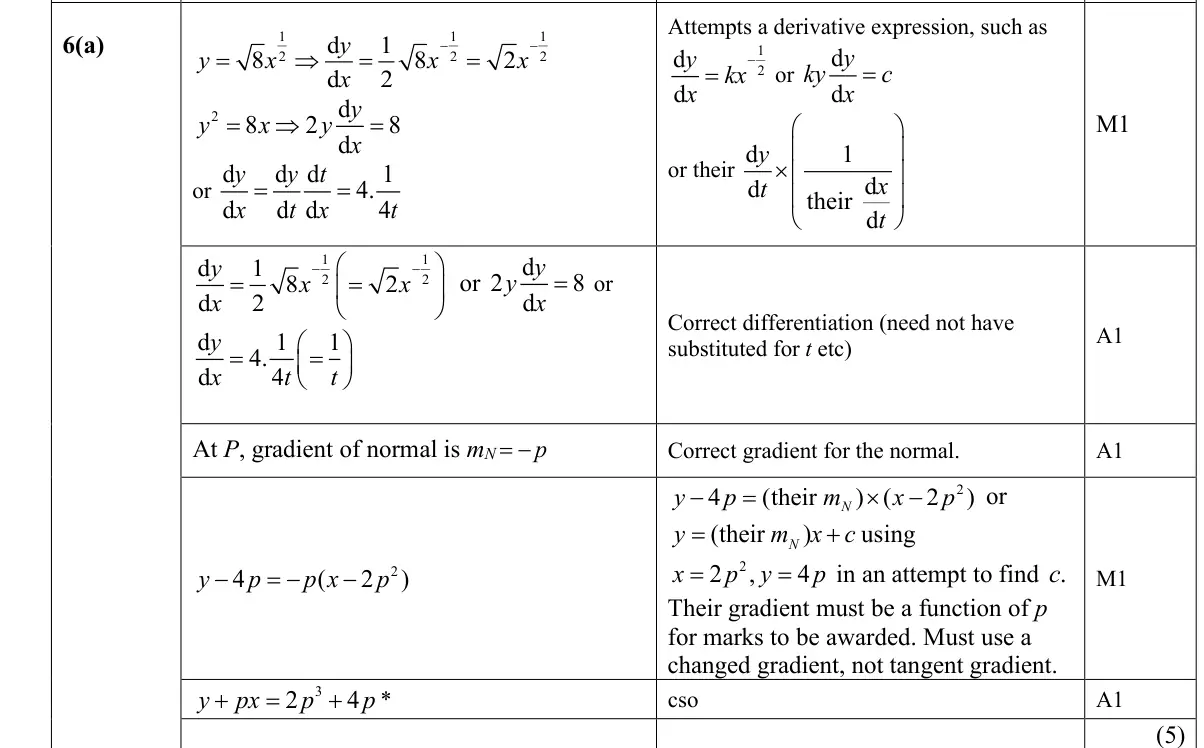 6(a)
y = √8x^(1/2) ⇒ dy/dx = 1/2 √8x^(−1/2) = √2x^(−1/2)
y² = 8x ⇒ 2y dy/dx = 8
or dy/dx = dy/dt dt/dx = 4. 1/4t
Attempts a derivative expression, such as
dy/dx = kx^(−1/2) or ky dy/dx = c
or their dy/dt × (1/(their dx/dt))
M1
dy/dx = 1/2 √8x^(−1/2) (= √2x^(−1/2)) or 2y dy/dx = 8 or
dy/dx = 4. 1/4t (= 1/t)
Correct differentiation (need not have
substituted for t etc)
A1
At P, gradient of normal is m_N = − p
Correct gradient for the normal.
A1
y − 4p = −p(x − 2p²)
y − 4p = (their m_N) × (x − 2p²) or
y = (their m_N)x + c using
x = 2p², y = 4p in an attempt to find c.
Their gradient must be a function of p
for marks to be awarded. Must use a
changed gradient, not tangent gradient.
M1
y + px = 2p³ + 4p *
cso
A1
(5)